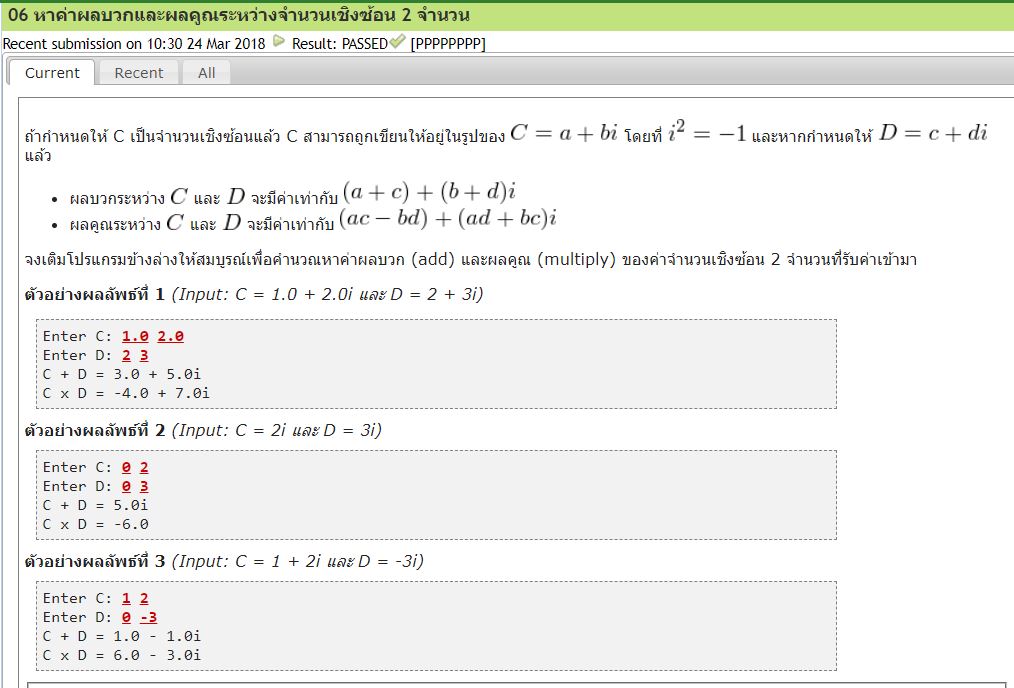 06 หาค่าผลบวกและผลคูณระหว่างจำนวนเชิงซ้อน 2 จำนวน
Recent submission on 10:30 24 Mar 2018 Result: PASSED [PPPPPPPP]
Current Recent All
ถ้ากำหนดให้ C เป็นจำนวนเชิงซ้อนแล้ว C สามารถถูกเขียนให้อยู่ในรูปของ C = a + bi โดยที่ i² = −1 และหากกำหนดให้ D = c + di
แล้ว
• ผลบวกระหว่าง C และ D จะมีค่าเท่ากับ (a + c) + (b + d)i
• ผลคูณระหว่าง C และ D จะมีค่าเท่ากับ (ac − bd) + (ad + bc)i
จงเติมโปรแกรมข้างล่างให้สมบูรณ์เพื่อคำนวณหาค่าผลบวก (add) และผลคูณ (multiply) ของค่าจำนวนเชิงซ้อน 2 จำนวนที่รับค่าเข้ามา
ตัวอย่างผลลัพธ์ที่ 1 (Input: C = 1.0 + 2.0i และ D = 2 + 3i)
Enter C: 1.0 2.0
Enter D: 2 3
C + D = 3.0 + 5.0i
C x D = -4.0 + 7.0i
ตัวอย่างผลลัพธ์ที่ 2 (Input: C = 2i และ D = 3i)
Enter C: 0 2
Enter D: 0 3
C + D = 5.0i
C x D = -6.0
ตัวอย่างผลลัพธ์ที่ 3 (Input: C = 1 + 2i และ D = -3i)
Enter C: 1 2
Enter D: 0 -3
C + D = 1.0 - 1.0i
C x D = 6.0 - 3.0i